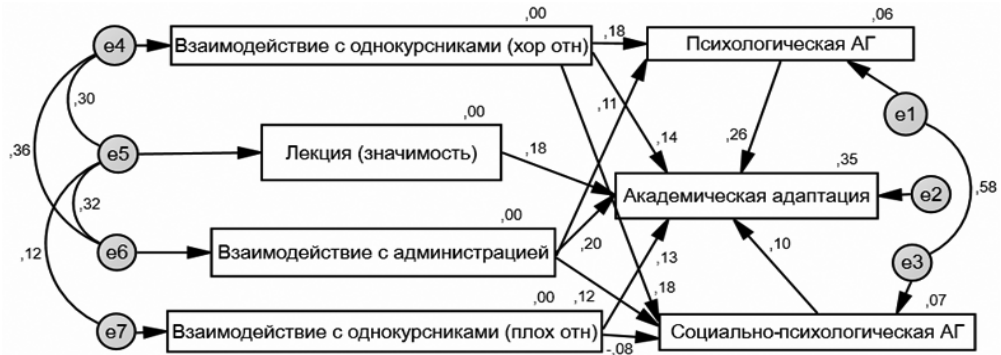 ,00
,06
e4
Взаимодействие с однокурсниками (хор отн)
,18
Психологическая АГ
,30
,00
,11
e1
,36
e5
Лекция (значимость)
,18
,14
,26
,35
,58
,32
Академическая адаптация
e2
,00
,12
e6
Взаимодействие с администрацией
,20
,13
,10
e3
,00
,12
,18
,07
e7
Взаимодействие с однокурсниками (плох отн)
-,08
Социально-психологическая АГ